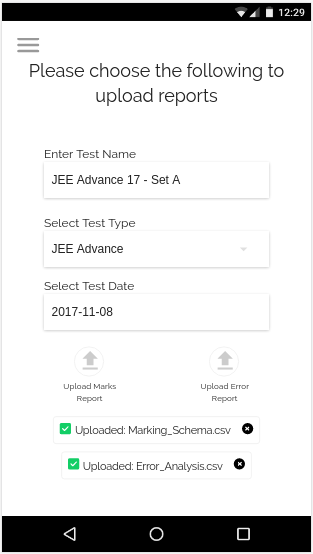 12:29
Please choose the following to
upload reports
Enter Test Name
JEE Advance 17 - Set A
Select Test Type
JEE Advance
Select Test Date
2017-11-08
Upload Marks
Report
Upload Error
Report
Uploaded: Marking_Schema.csv
Uploaded: Error_Analysis.csv